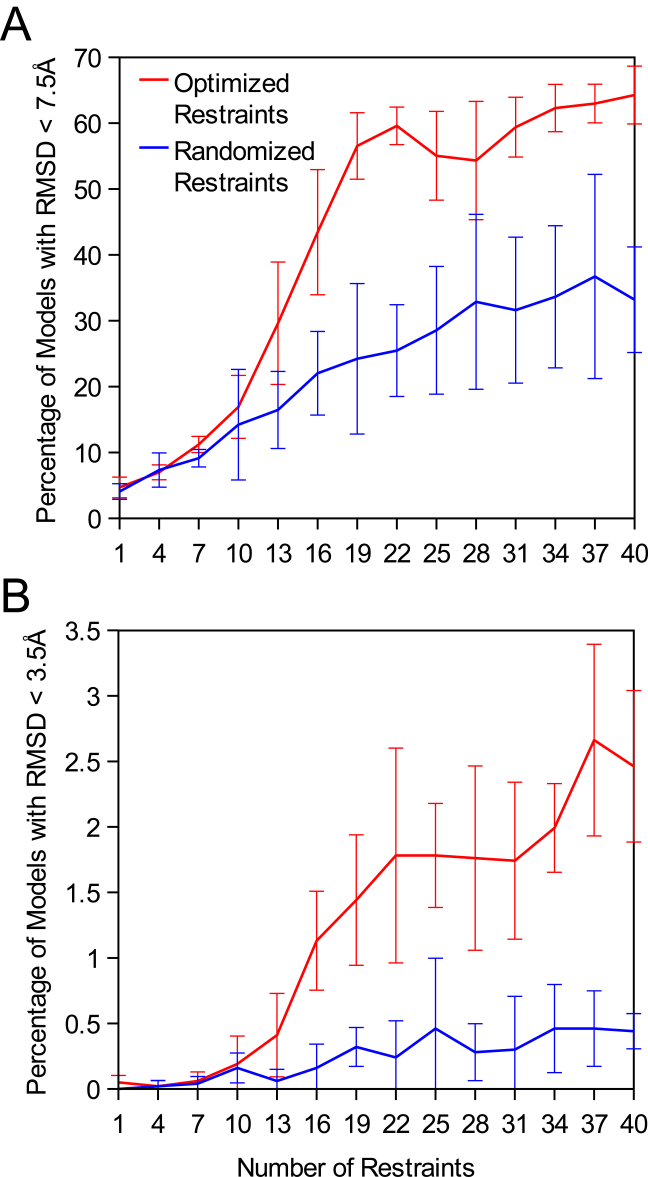 A
Percentage of Models with RMSD < 7.5Å
70
60
50
40
30
20
10
0
Optimized
Restraints
Randomized
Restraints
1 4 7 10 13 16 19 22 25 28 31 34 37 40
B
Percentage of Models with RMSD < 3.5Å
3.5
3
2.5
2
1.5
1
0.5
0
1 4 7 10 13 16 19 22 25 28 31 34 37 40
Number of Restraints